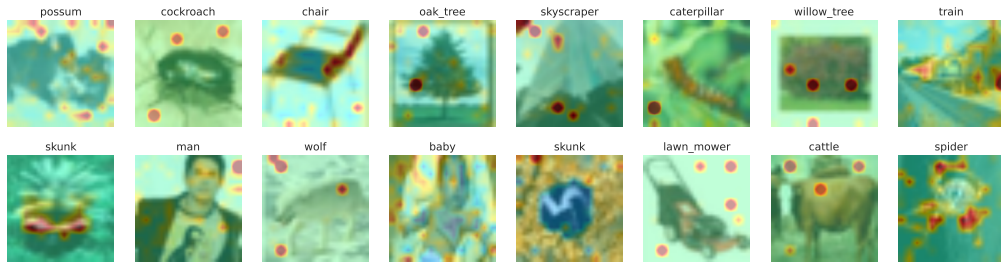 possum cockroach chair oak_tree skyscraper caterpillar willow_tree train
skunk man wolf baby skunk lawn_mower cattle spider